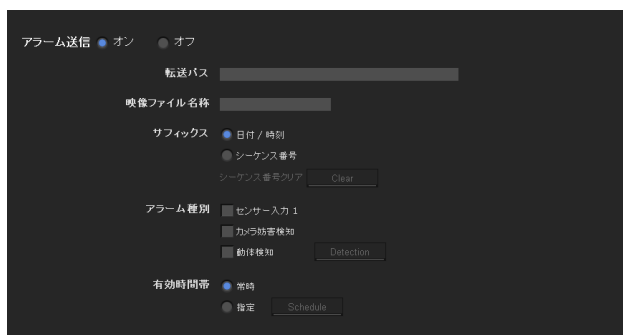 アラーム送信 オン オフ
転送パス
映像ファイル名称
サフィックス 日付 / 時刻
シーケンス番号
シーケンス番号クリア Clear
アラーム種別 センサー入力 1
カメラ妨害検知
動体検知 Detection
有効時間帯 常時
指定 Schedule